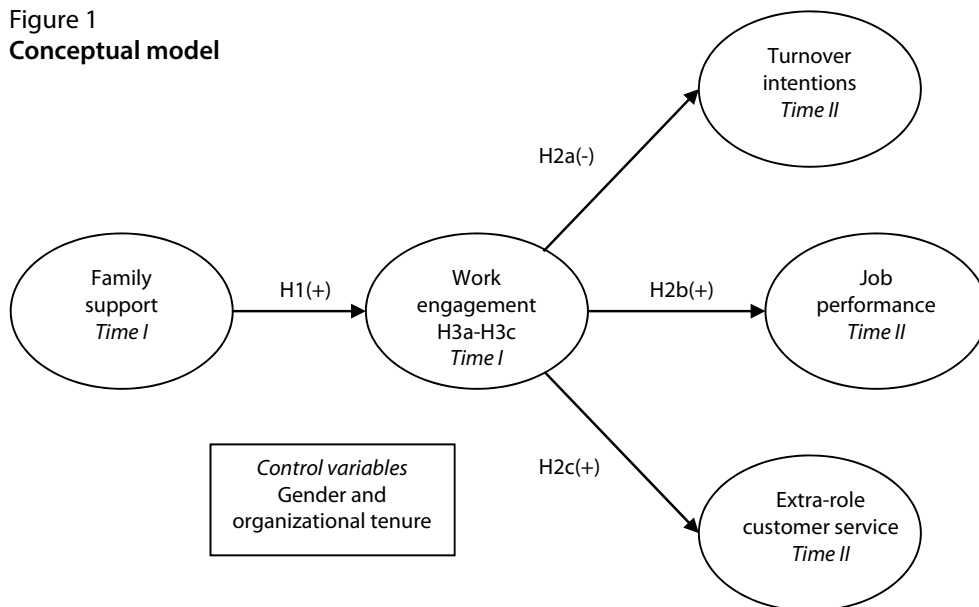 Figure 1
Conceptual model
Turnover
intentions
Time II
H2a(-)
Family
support
Time I
H1(+)
Work
engagement
H3a-H3c
Time I
H2b(+)
Job
performance
Time II
Control variables
Gender and
organizational tenure
H2c(+)
Extra-role
customer service
Time II